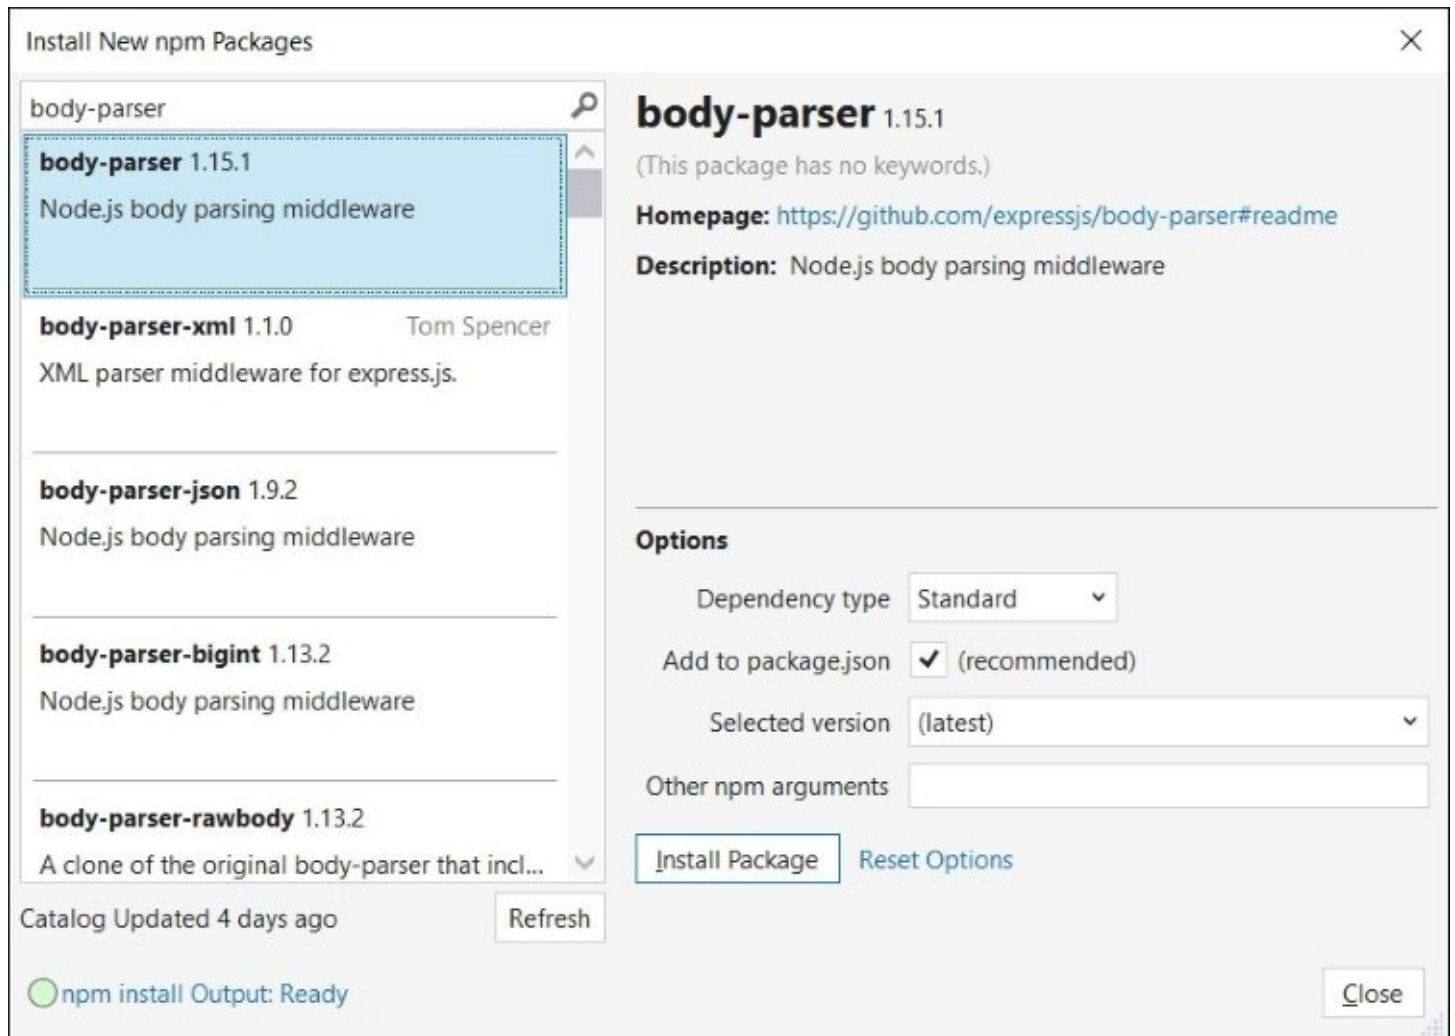 Install New npm Packages
body-parser
body-parser 1.15.1
Node.js body parsing middleware
body-parser-xml 1.1.0 Tom Spencer
XML parser middleware for express.js.
body-parser-json 1.9.2
Node.js body parsing middleware
body-parser-bigint 1.13.2
Node.js body parsing middleware
body-parser-rawbody 1.13.2
A clone of the original body-parser that incl...
Catalog Updated 4 days ago
Refresh
npm install Output: Ready
body-parser 1.15.1
(This package has no keywords.)
Homepage: https://github.com/expressjs/body-parser#readme
Description: Node.js body parsing middleware
Options
Dependency type Standard
Add to package.json (recommended)
Selected version (latest)
Other npm arguments
Install Package Reset Options
Close